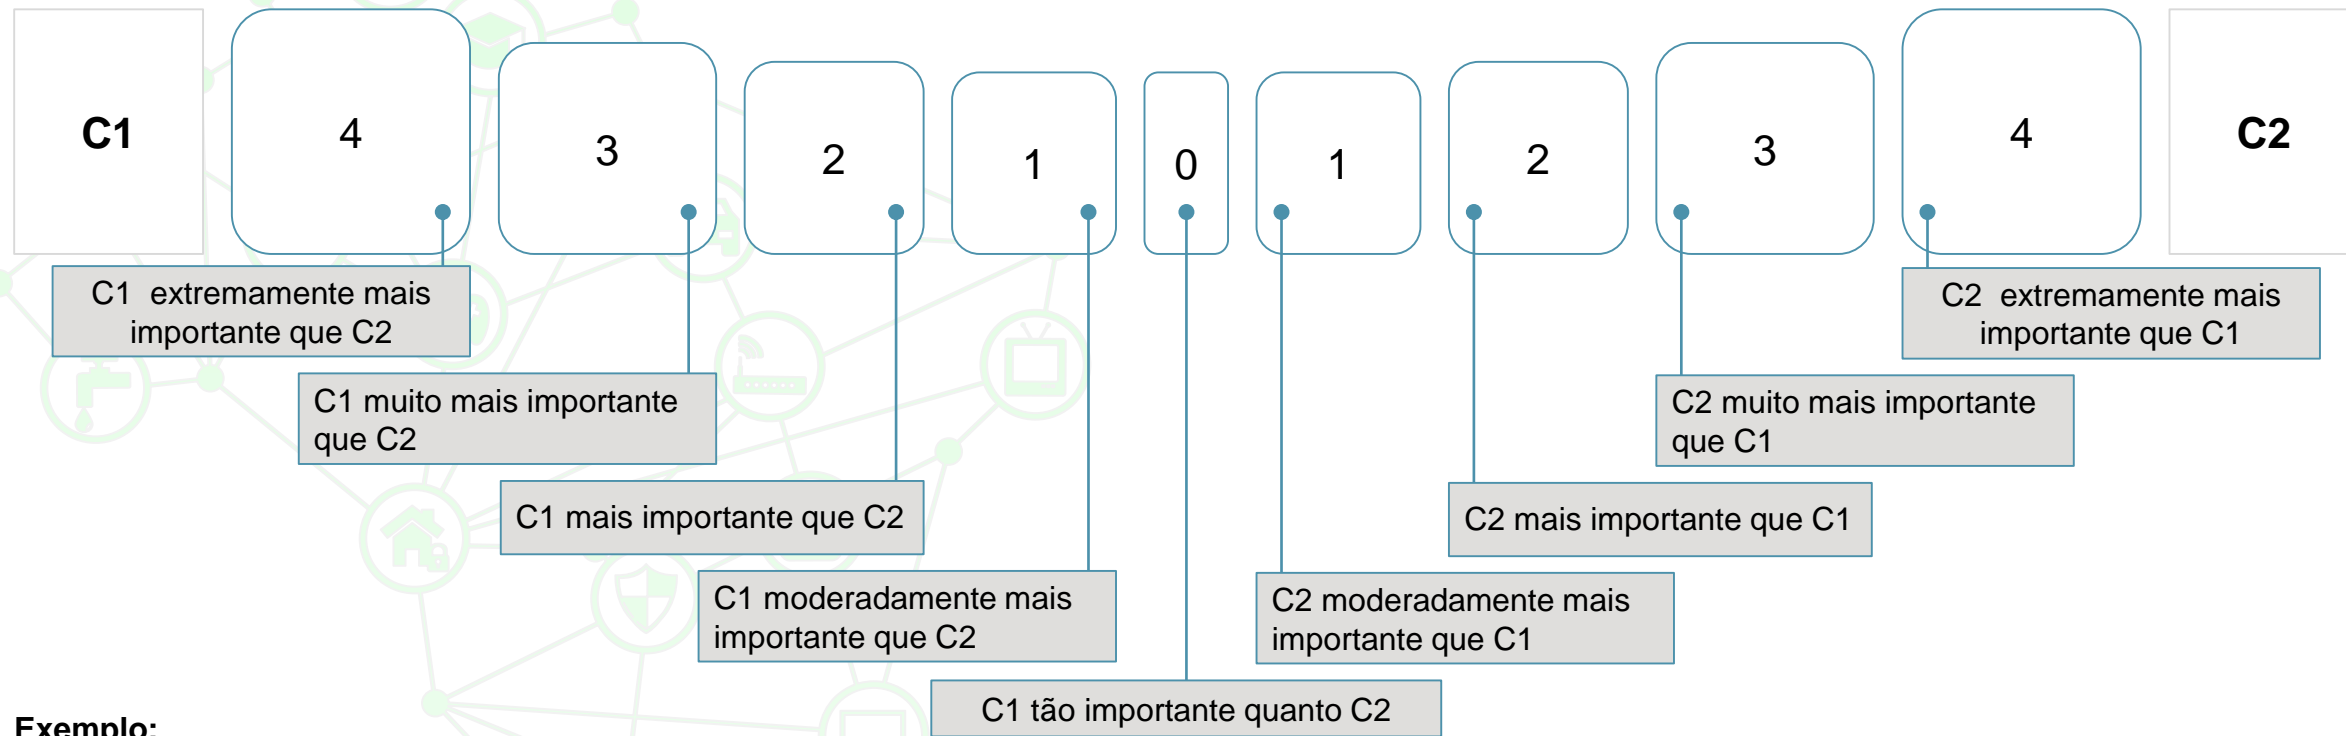 C1
4
3
2
1
0
1
2
3
4
C2
C1 extremamente mais
importante que C2
C2 extremamente mais
importante que C1
C1 muito mais importante
que C2
C2 muito mais importante
que C1
C1 mais importante que C2
C2 mais importante que C1
C1 moderadamente mais
importante que C2
C2 moderadamente mais
importante que C1
C1 tão importante quanto C2
Exemplo: